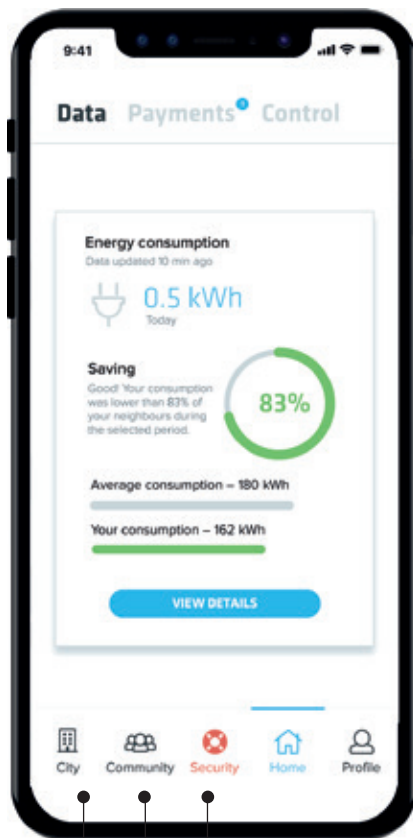 9:41
Data Payments Control
Energy consumption
Data updated 10 min ago
0.5 kWh
Today
Saving
Good! Your consumption
was lower than 83% of
your neighbours during
the selected period.
83%
Average consumption – 180 kWh
Your consumption – 162 kWh
VIEW DETAILS
City Community Security Home Profile